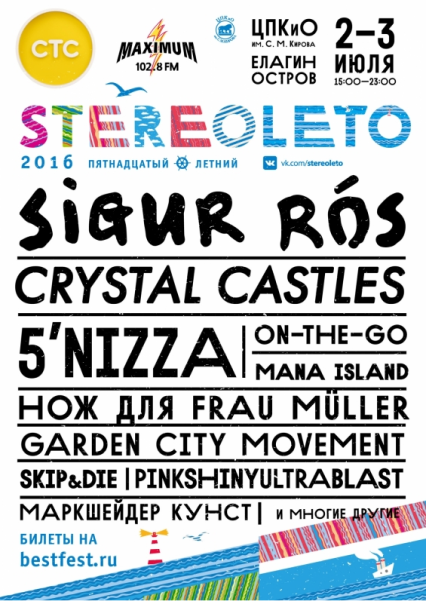 СТС
MAXIMUM
102.8 FM
ЦПКиО
ИМ. С. М. КИРОВА
ЕЛАГИН
ОСТРОВ
2–3
ИЮЛЯ
15:00–23:00
STEREOLETO
2016 ПЯТНАДЦАТЫЙ ЛЕТНИЙ
vk.com/stereoleto
SIGUR RÓS
CRYSTAL CASTLES
5'NIZZA
ON-THE-GO
MANA ISLAND
НОЖ ДЛЯ FRAU MÜLLER
GARDEN CITY MOVEMENT
SKIP&DIE | PINKSHINYULTRABLAST
МАРКШЕЙДЕР КУНСТ | И МНОГИЕ ДРУГИЕ
БИЛЕТЫ НА
bestfest.ru